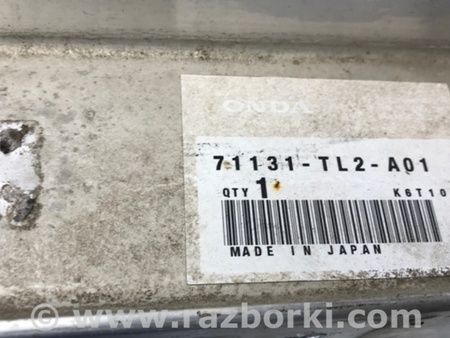 ONDA
71131-TL2-A01
QTY 1 K6T10
MADE IN JAPAN
© www.razborki.com